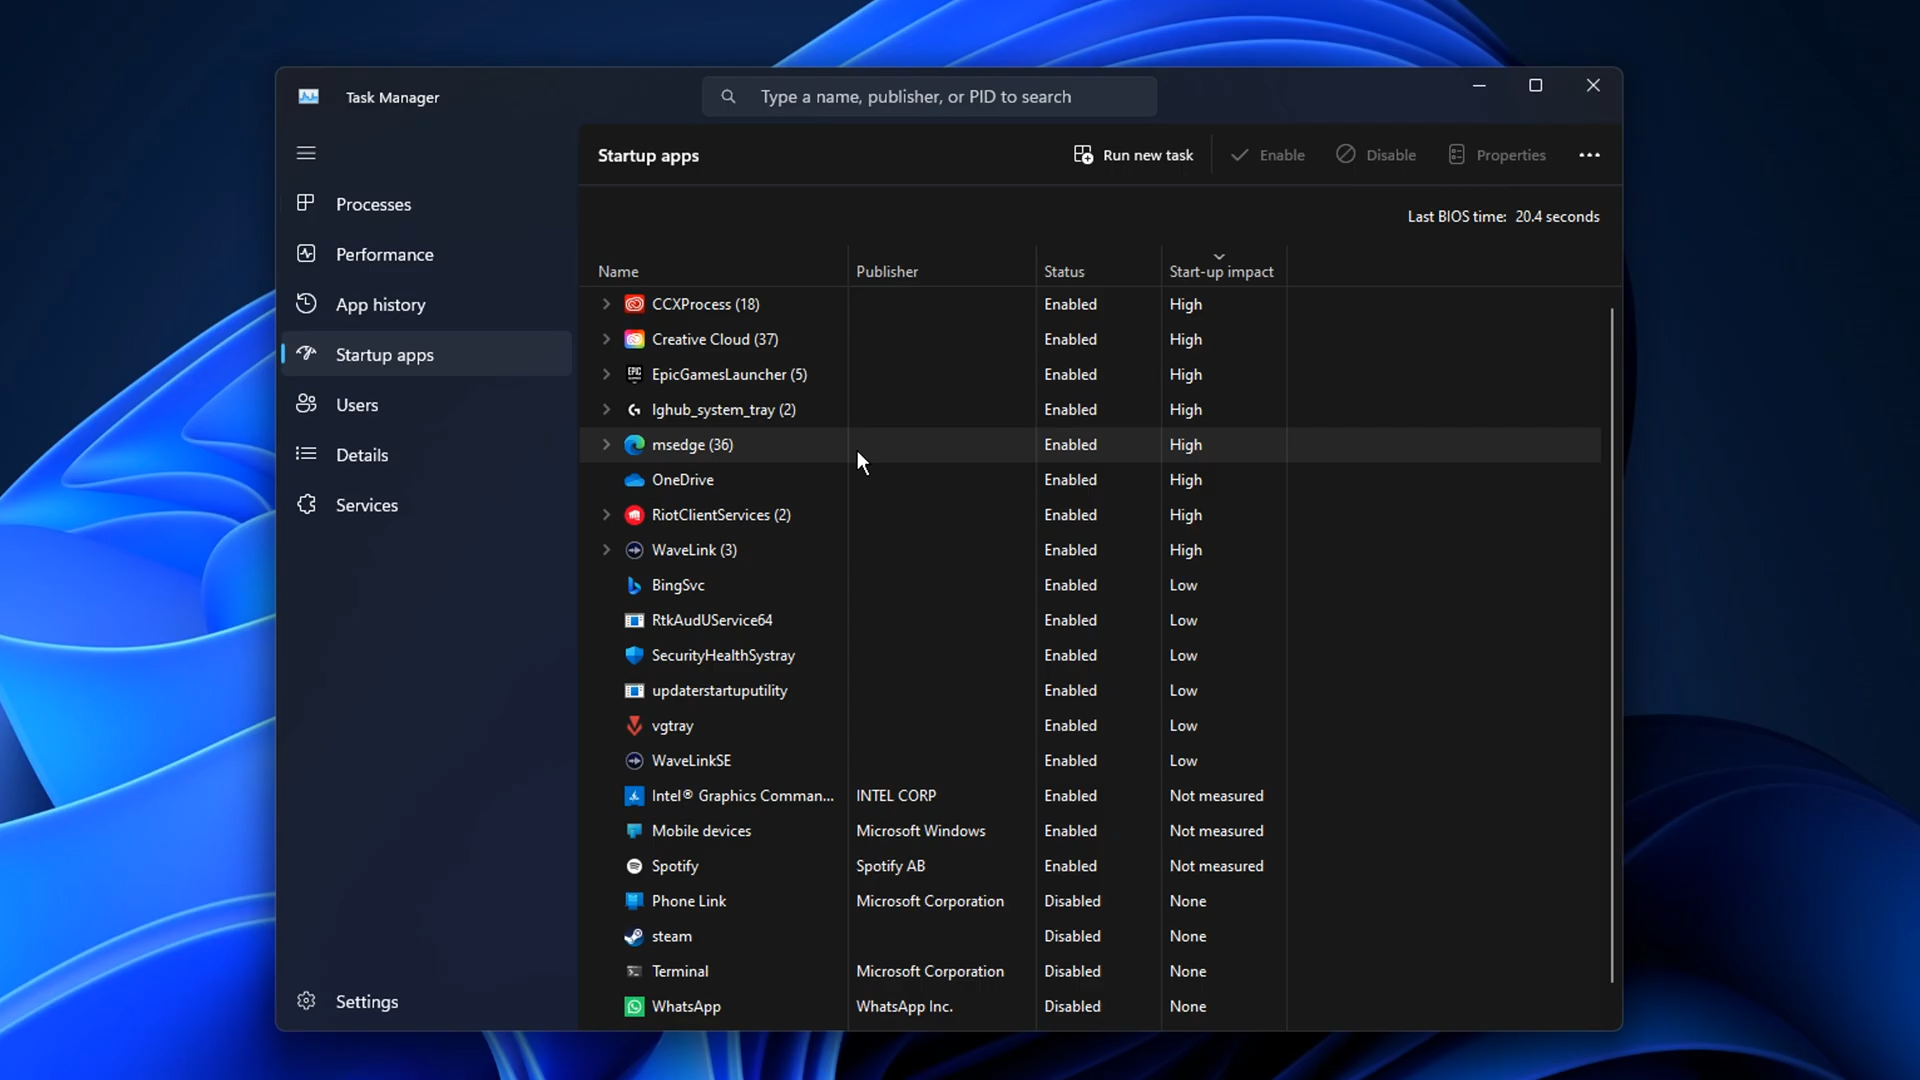 Task Manager
Type a name, publisher, or PID to search
Startup apps
Run new task
Enable
Disable
Properties
Processes
Performance
App history
Startup apps
Users
Details
Services
Settings
Last BIOS time: 20.4 seconds
Name Publisher Status Start-up impact
CCXProcess (18) Enabled High
Creative Cloud (37) Enabled High
EPIC GAMES EpicGamesLauncher (5) Enabled High
lghub_system_tray (2) Enabled High
msedge (36) Enabled High
OneDrive Enabled High
RiotClientServices (2) Enabled High
WaveLink (3) Enabled High
BingSvc Enabled Low
RtkAudUService64 Enabled Low
SecurityHealthSystray Enabled Low
updaterstartuputility Enabled Low
vgtray Enabled Low
WaveLinkSE Enabled Low
Intel® Graphics Comman... INTEL CORP Enabled Not measured
Mobile devices Microsoft Windows Enabled Not measured
Spotify Spotify AB Enabled Not measured
Phone Link Microsoft Corporation Disabled None
steam Disabled None
Terminal Microsoft Corporation Disabled None
WhatsApp WhatsApp Inc. Disabled None